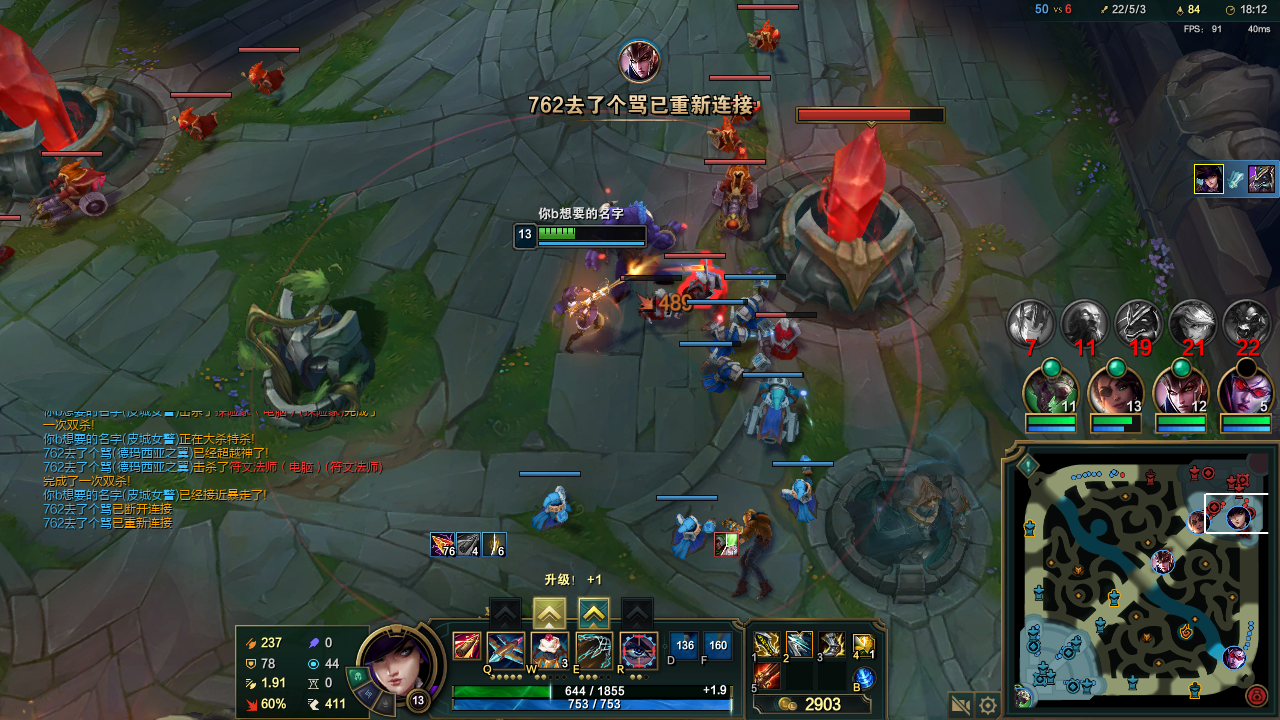 50 vs 6 22/5/3 84 18:12
FPS: 91 40ms
762去了个骂已重新连接
你b想要的名字
13
489
7 11 19 21 22
11 13 12 5
一次双杀!
你b想要的名字(皮城女警)正在大杀特杀!
762去了个骂(德玛西亚之翼)已经超越神了!
762去了个骂(德玛西亚之翼)击杀了符文法师(电脑)(符文法师)
完成了一次双杀!
你b想要的名字(皮城女警)已经接近暴走了!
762去了个骂已断开连接
762去了个骂已重新连接
76 4 6
升级! +1
237 0
78 44
1.91 0
60% 411
13
Q W 3 E R D 136 F 160
644 / 1855 +1.9
753 / 753
1 2 3 4 1
5 B
2903